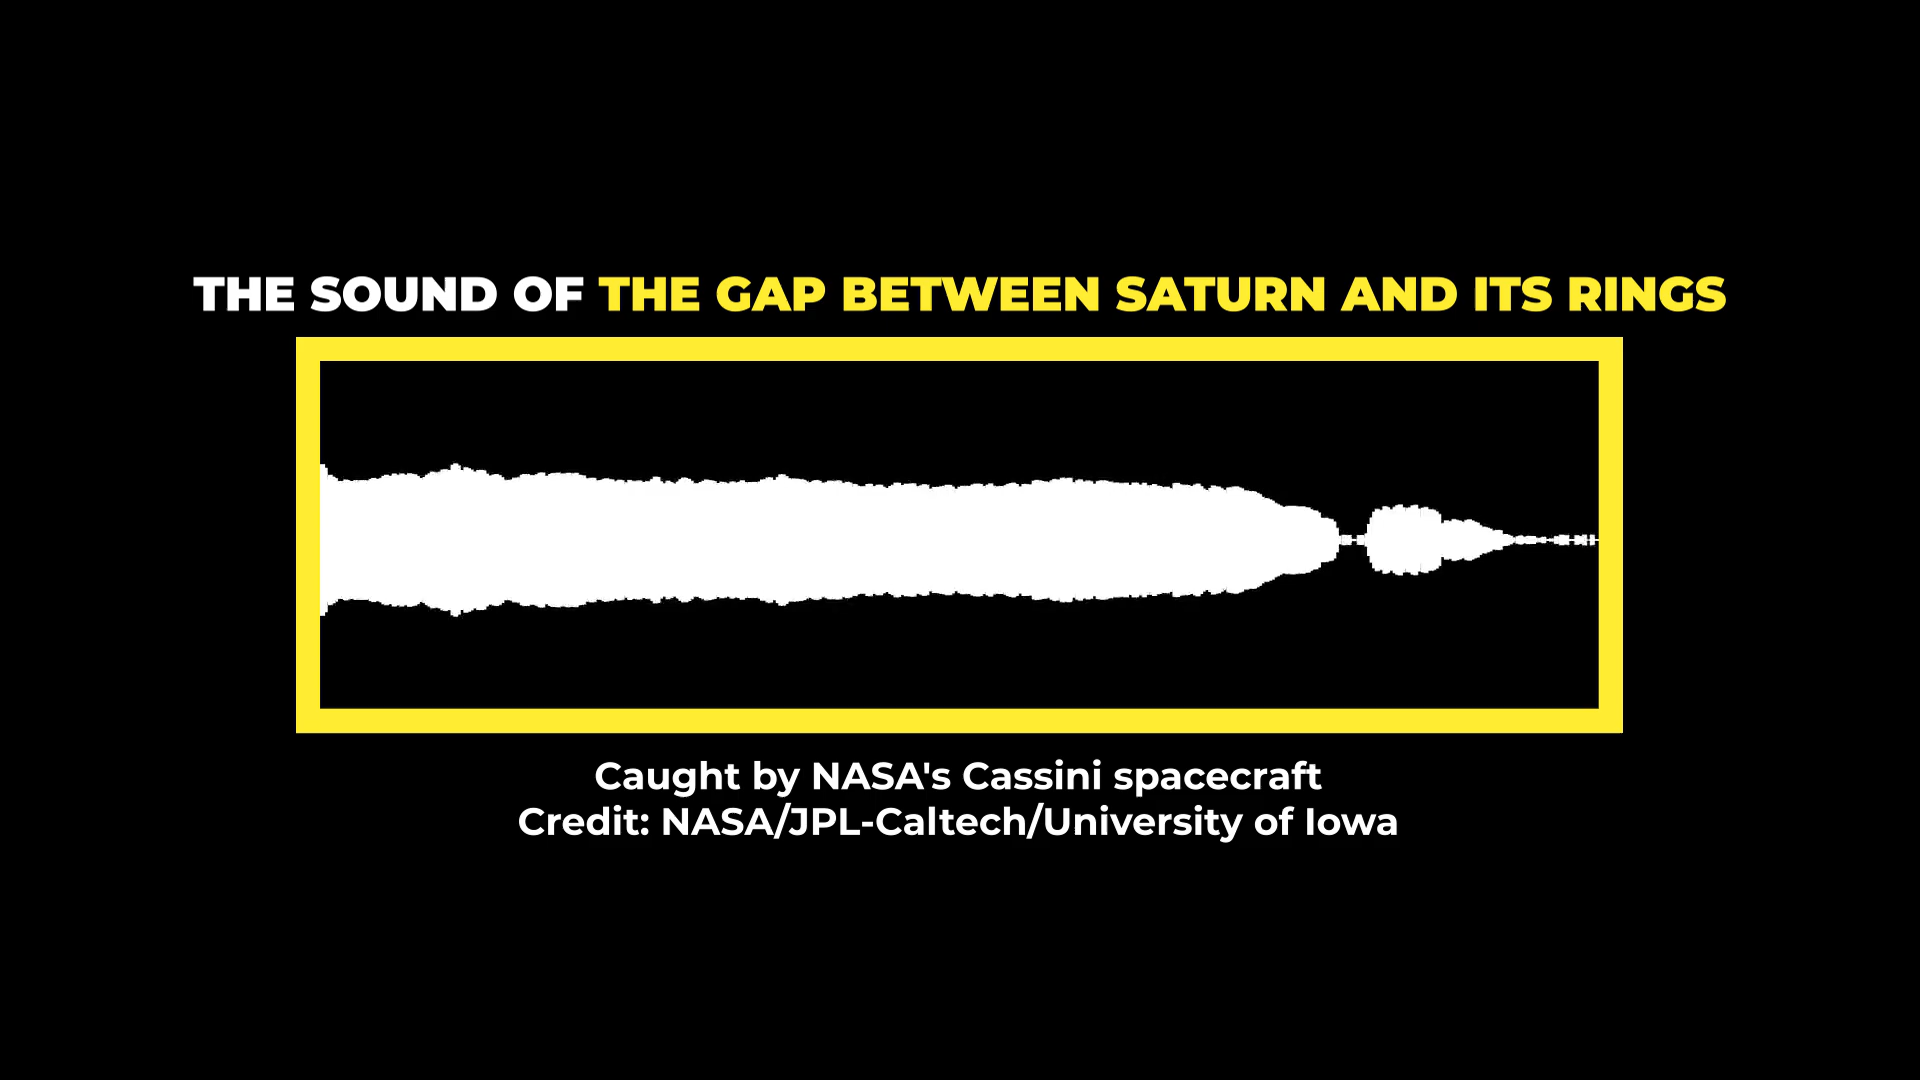 THE SOUND OF THE GAP BETWEEN SATURN AND ITS RINGS
Caught by NASA's Cassini spacecraft
Credit: NASA/JPL-Caltech/University of Iowa